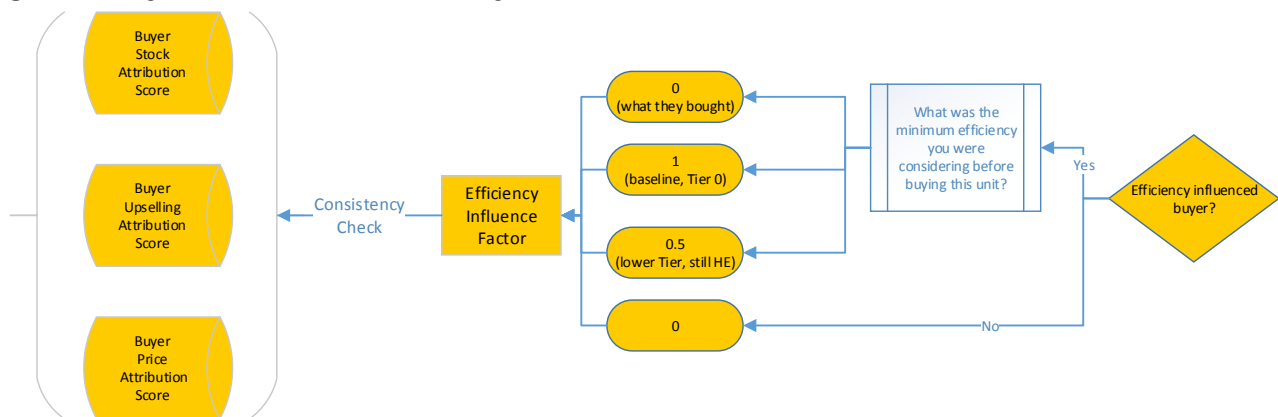 Buyer
Stock
Attribution
Score
Buyer
Upselling
Attribution
Score
Buyer
Price
Attribution
Score
Consistency
Check
Efficiency
Influence
Factor
0
(what they bought)
1
(baseline, Tier 0)
0.5
(lower Tier, still HE)
0
What was the
minimum efficiency
you were
considering before
buying this unit?
Yes
No
Efficiency influenced
buyer?